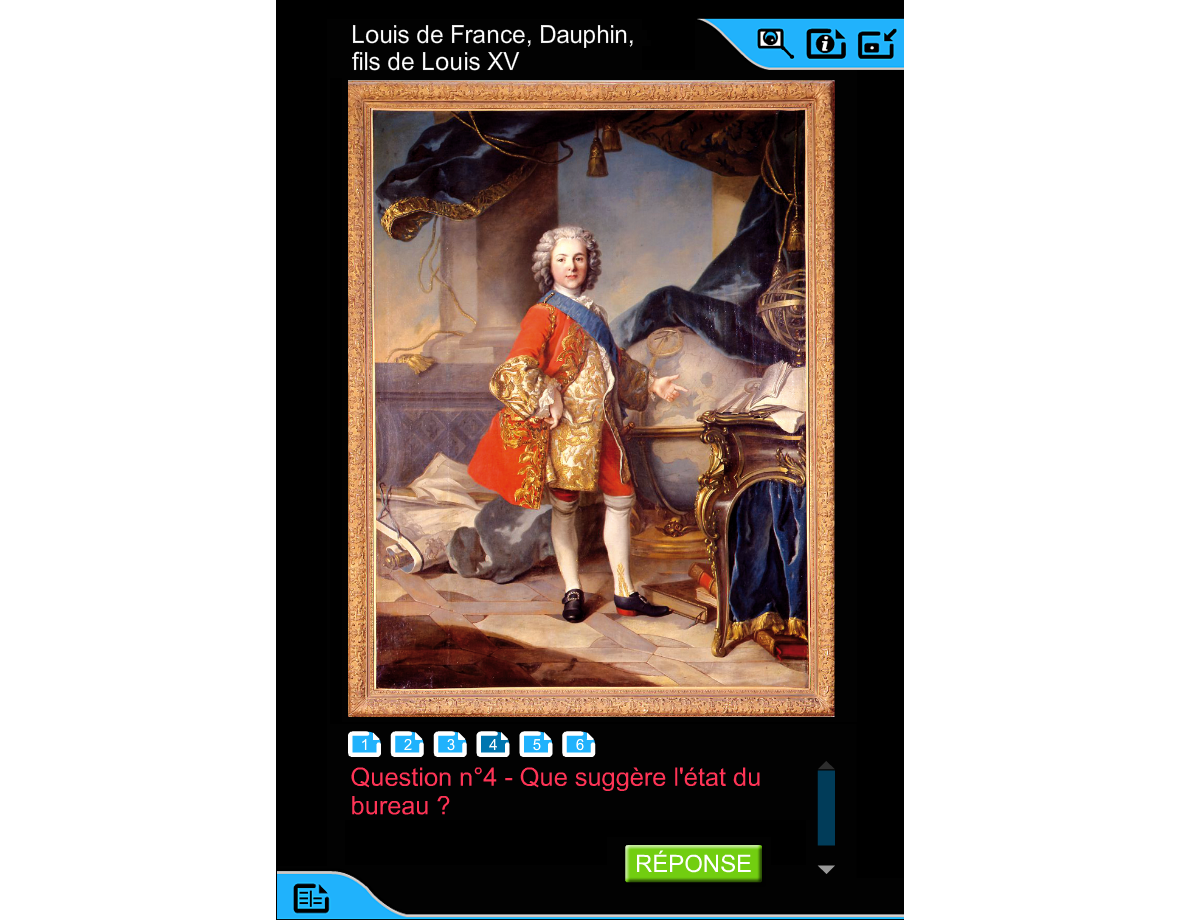 Louis de France, Dauphin,
fils de Louis XV
1 2 3 4 5 6
Question n°4 - Que suggère l'état du
bureau ?
RÉPONSE